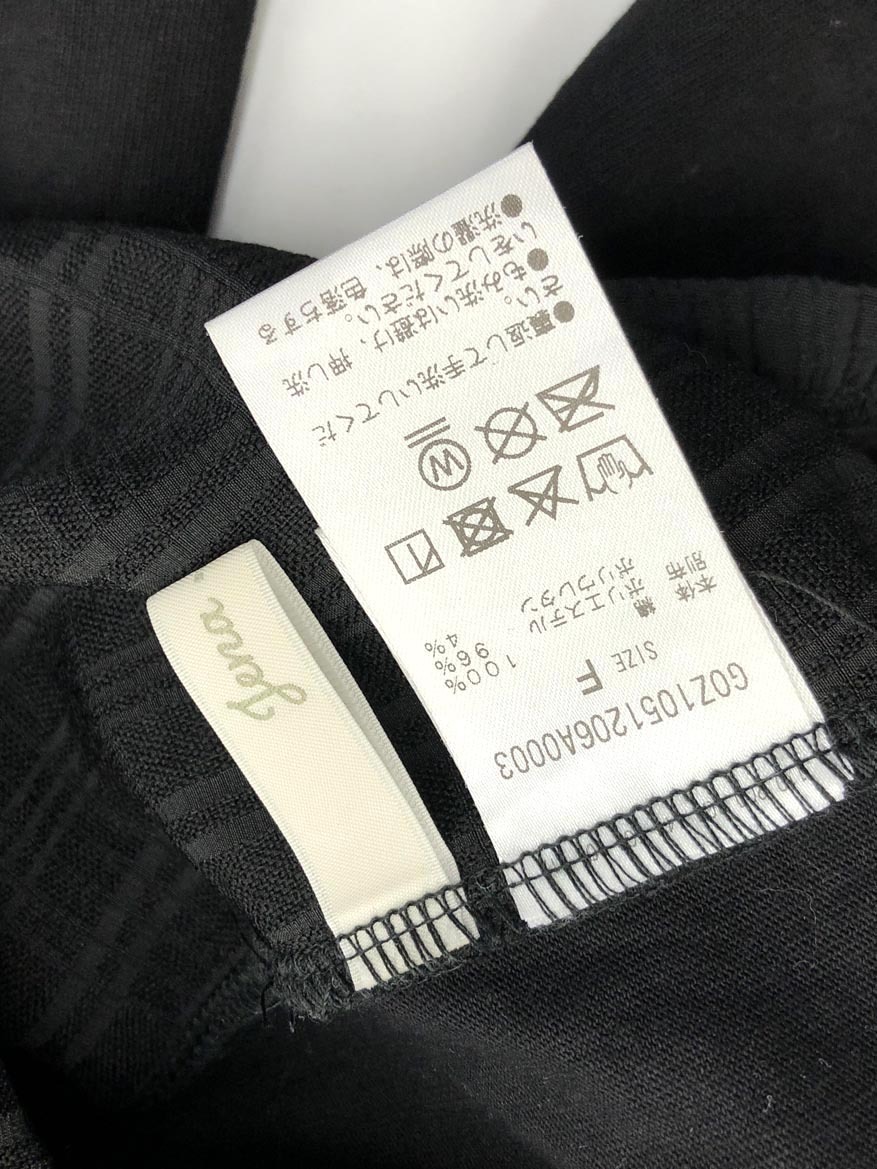 G0Z1051206A0003
SIZE F
本体 ポリエステル 100%
別布 綿 96%
ポリウレタン 4%
W
●裏返して手洗いしてくだ
さい。
●もみ洗いは避け、押し洗
いをしてください。
●洗濯の際は、色落ちする
Jena